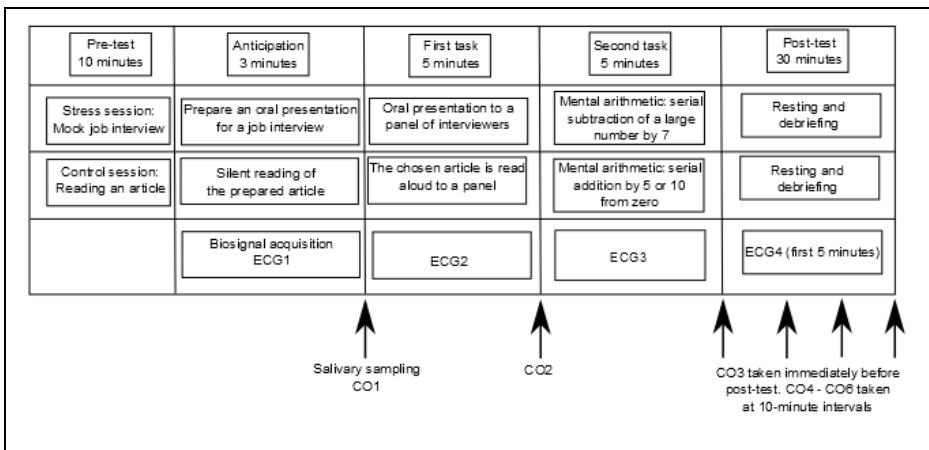 Pre-test
10 minutes
Anticipation
3 minutes
First task
5 minutes
Second task
5 minutes
Post-test
30 minutes
Stress session:
Mock job interview
Prepare an oral presentation
for a job interview
Oral presentation to a
panel of interviewers
Mental arithmetic: serial
subtraction of a large
number by 7
Resting and
debriefing
Control session:
Reading an article
Silent reading of
the prepared article
The chosen article is read
aloud to a panel
Mental arithmetic: serial
addition by 5 or 10
from zero
Resting and
debriefing
Biosignal acquisition
ECG1
ECG2
ECG3
ECG4 (first 5 minutes)
Salivary sampling
CO1
CO2
CO3 taken immediately before
post-test. CO4 - CO6 taken
at 10-minute intervals